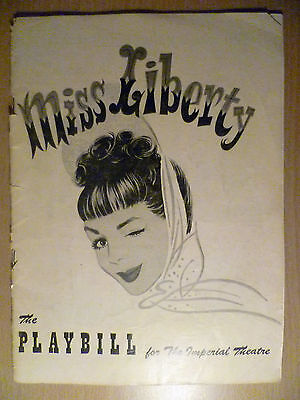 Miss Liberty
The
PLAYBILL for The Imperial Theatre